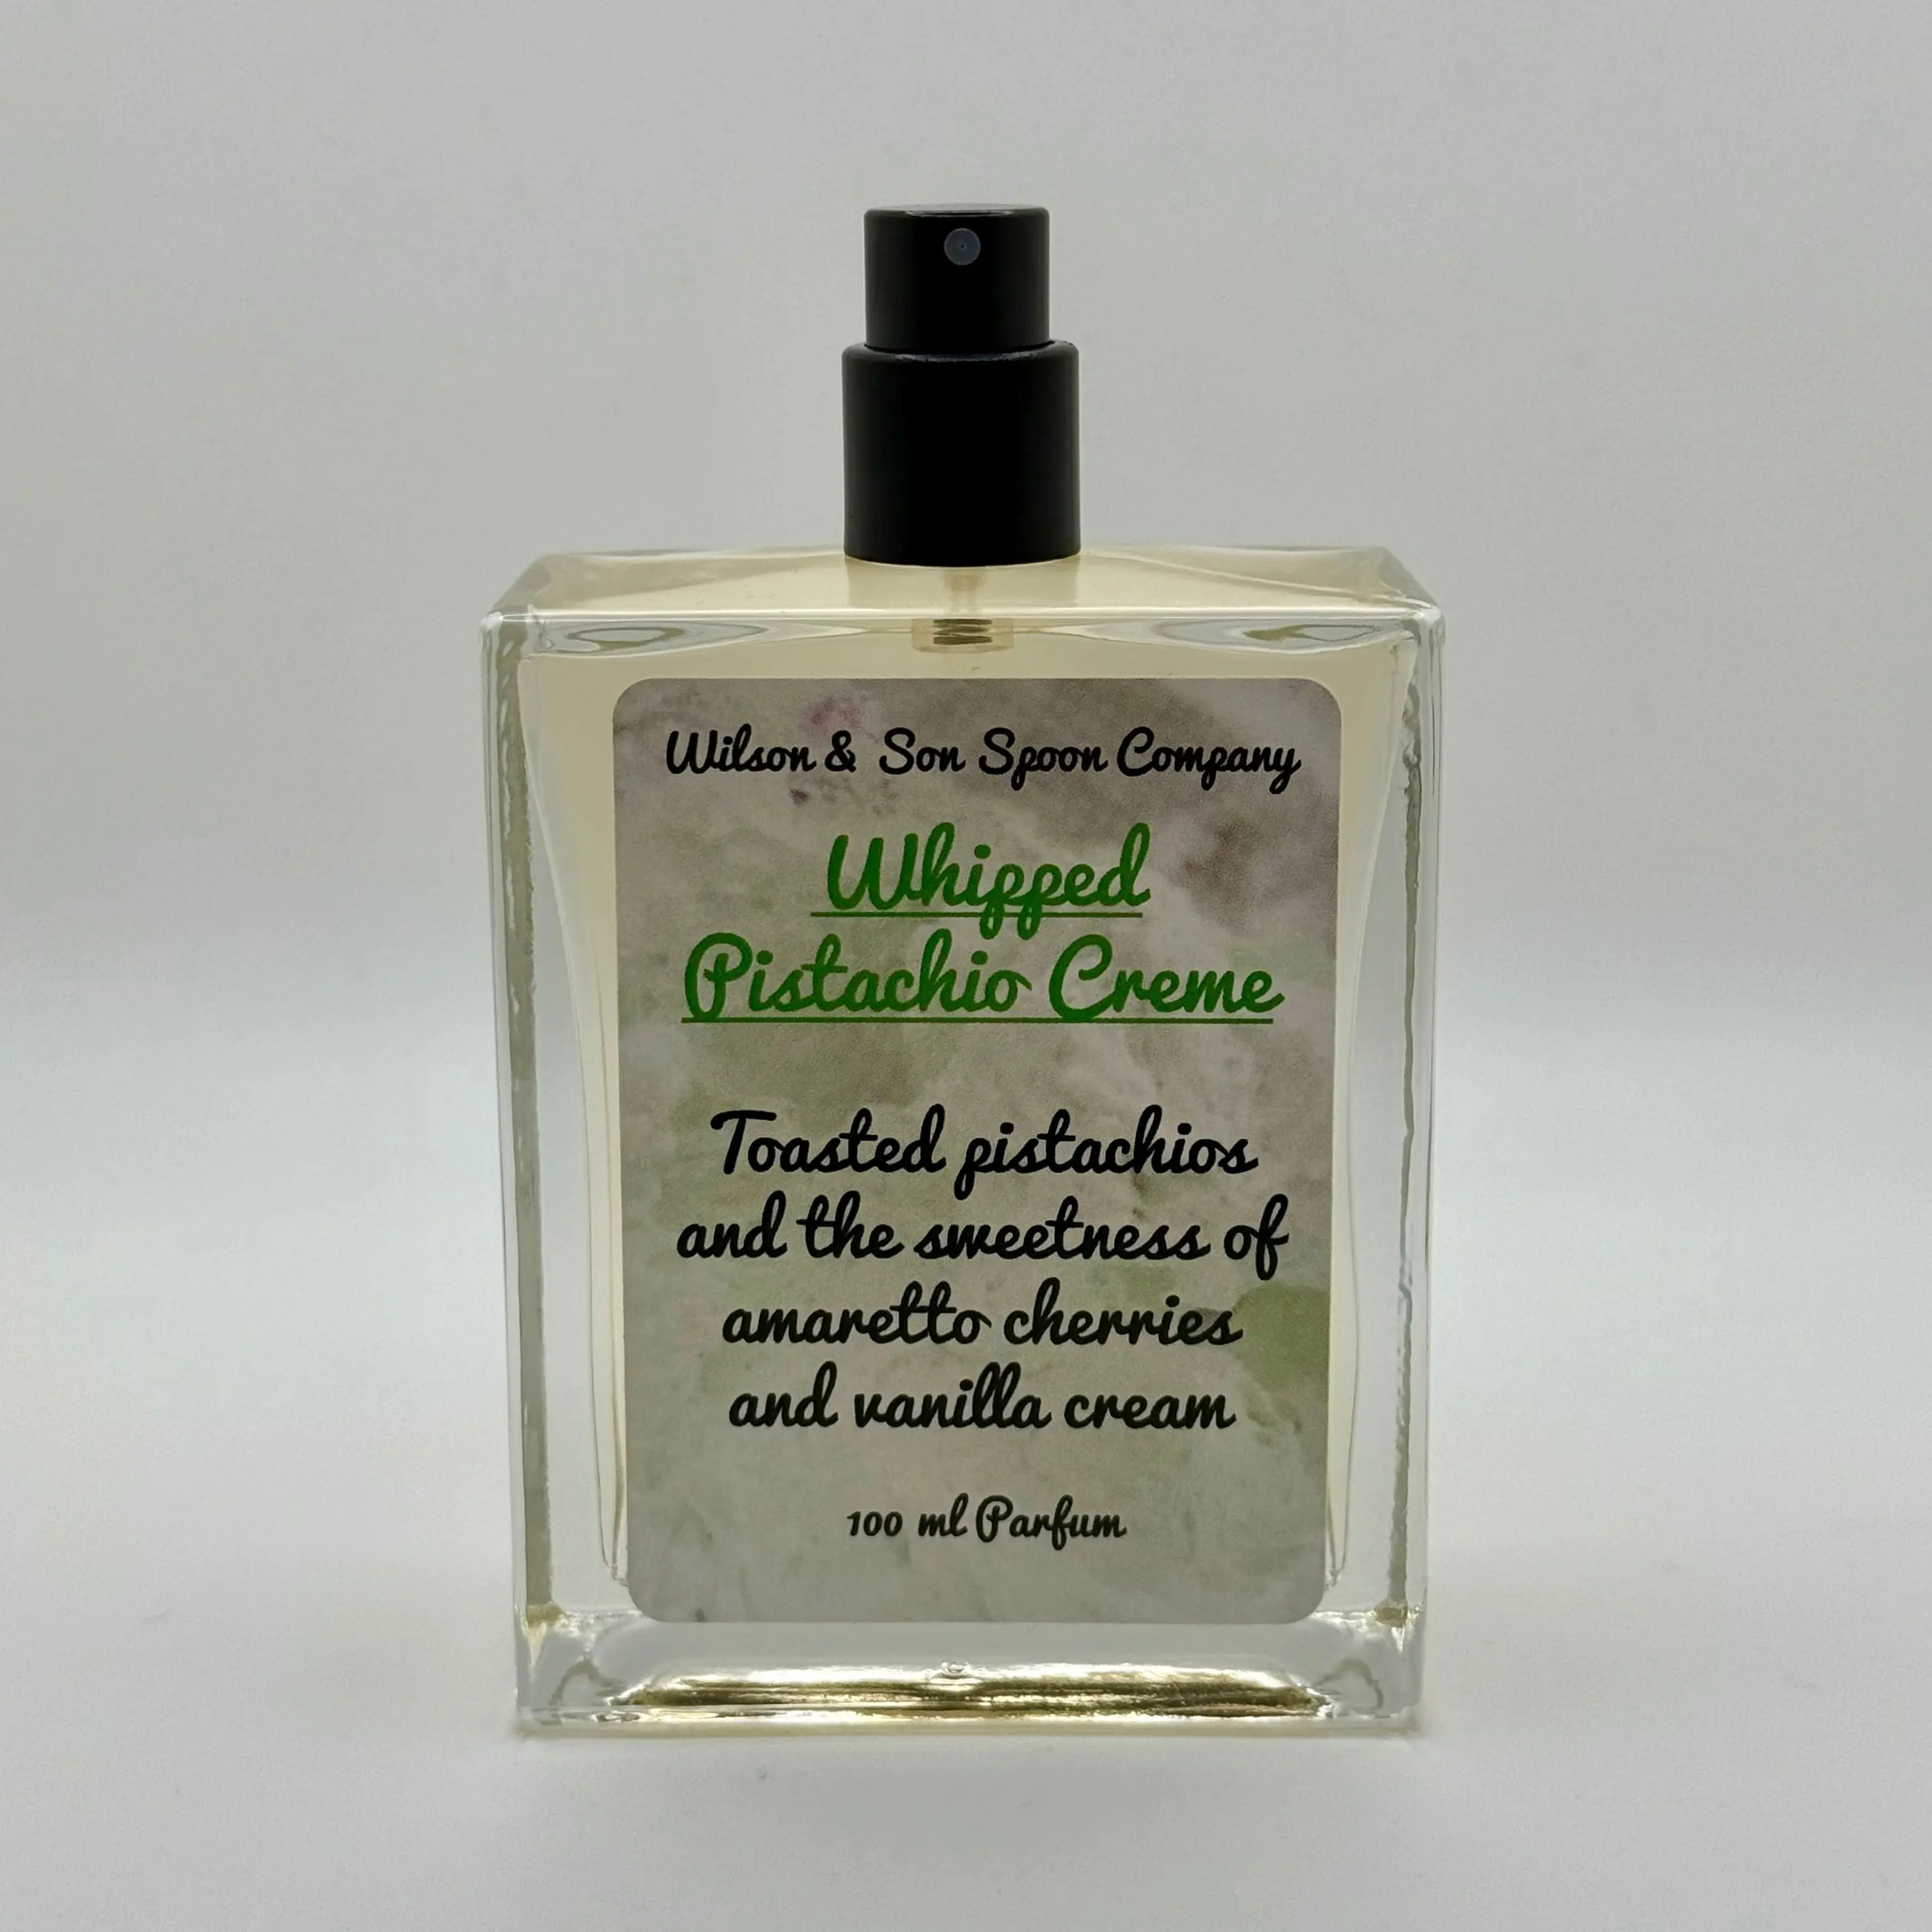 Wilson & Son Spoon Company
Whipped
Pistachio Creme
Toasted pistachios
and the sweetness of
amaretto cherries
and vanilla cream
100 ml Parfum